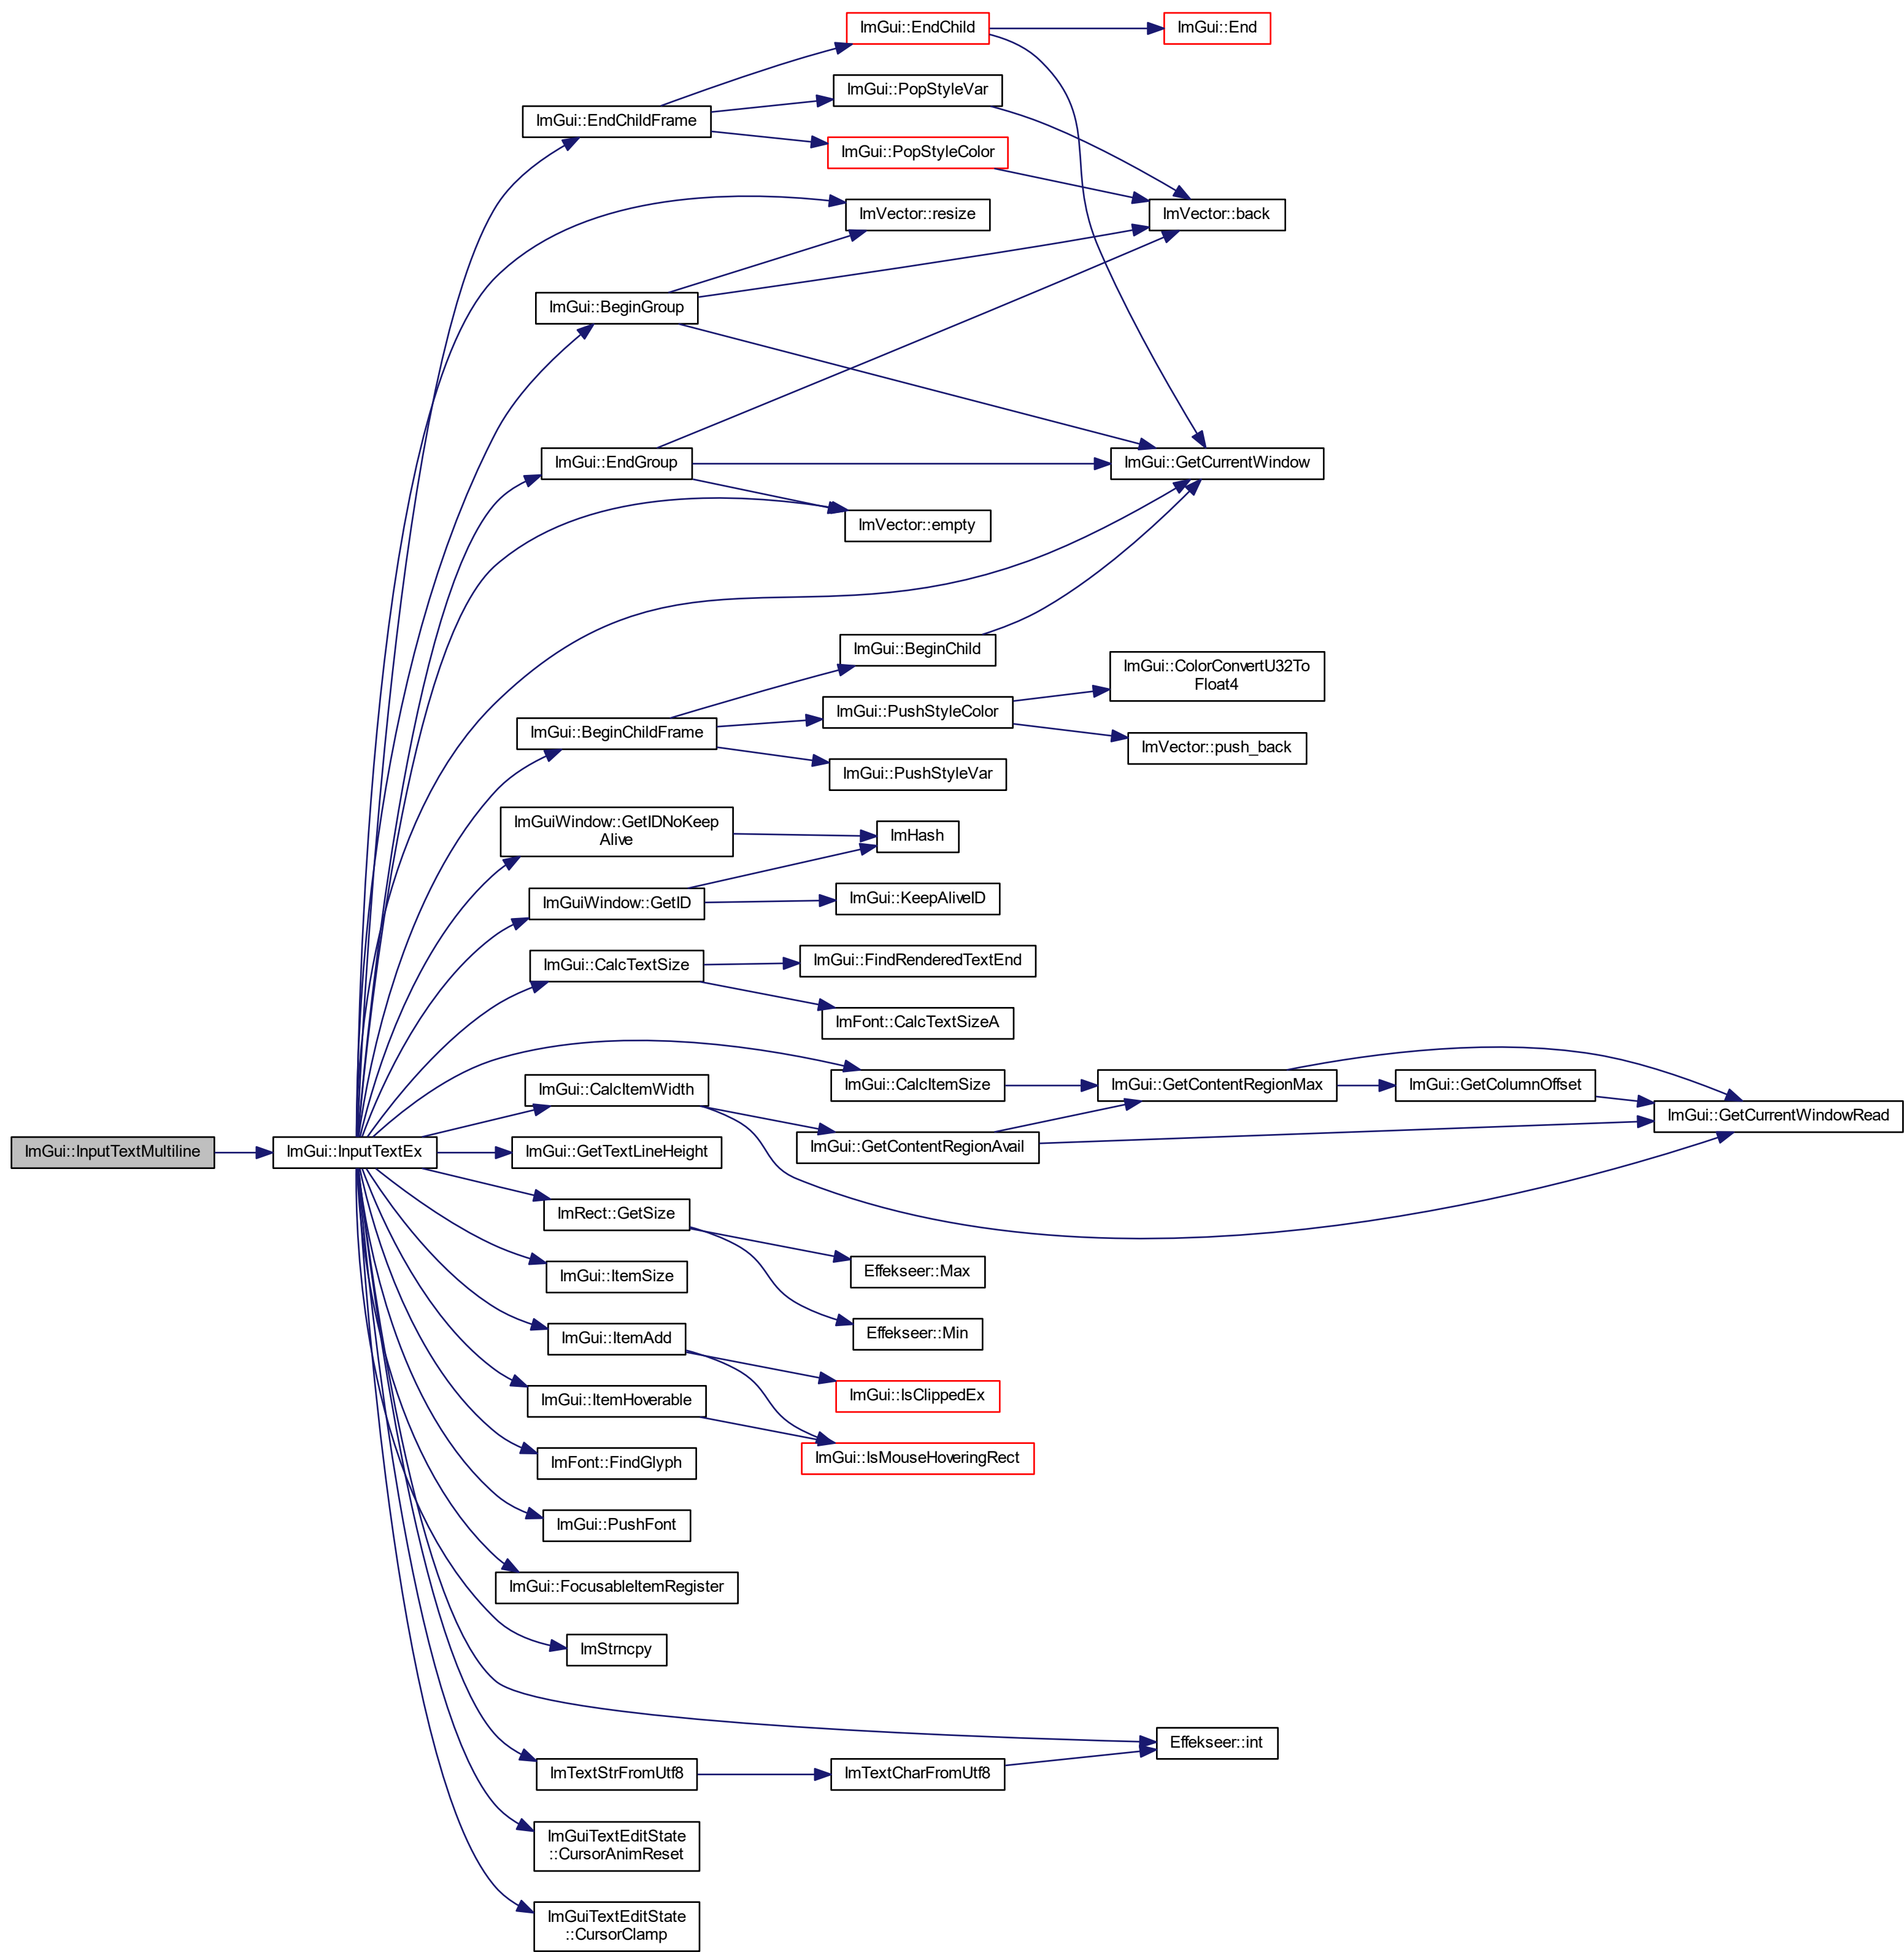 ImGui::EndChild
ImGui::End
ImGui::PopStyleVar
ImGui::EndChildFrame
ImGui::PopStyleColor
ImVector::resize
ImVector::back
ImGui::BeginGroup
ImGui::EndGroup
ImGui::GetCurrentWindow
ImVector::empty
ImGui::BeginChild
ImGui::ColorConvertU32To
Float4
ImGui::PushStyleColor
ImGui::BeginChildFrame
ImVector::push_back
ImGui::PushStyleVar
ImGuiWindow::GetIDNoKeep
Alive
ImHash
ImGuiWindow::GetID
ImGui::KeepAliveID
ImGui::CalcTextSize
ImGui::FindRenderedTextEnd
ImFont::CalcTextSizeA
ImGui::CalcItemWidth
ImGui::CalcItemSize
ImGui::GetContentRegionMax
ImGui::GetColumnOffset
ImGui::GetCurrentWindowRead
ImGui::GetContentRegionAvail
ImGui::InputTextMultiline
ImGui::InputTextEx
ImGui::GetTextLineHeight
ImRect::GetSize
ImGui::ItemSize
Effekseer::Max
Effekseer::Min
ImGui::ItemAdd
ImGui::IsClippedEx
ImGui::ItemHoverable
ImGui::IsMouseHoveringRect
ImFont::FindGlyph
ImGui::PushFont
ImGui::FocusableItemRegister
ImStrncpy
Effekseer::int
ImTextStrFromUtf8
ImTextCharFromUtf8
ImGuiTextEditState
::CursorAnimReset
ImGuiTextEditState
::CursorClamp